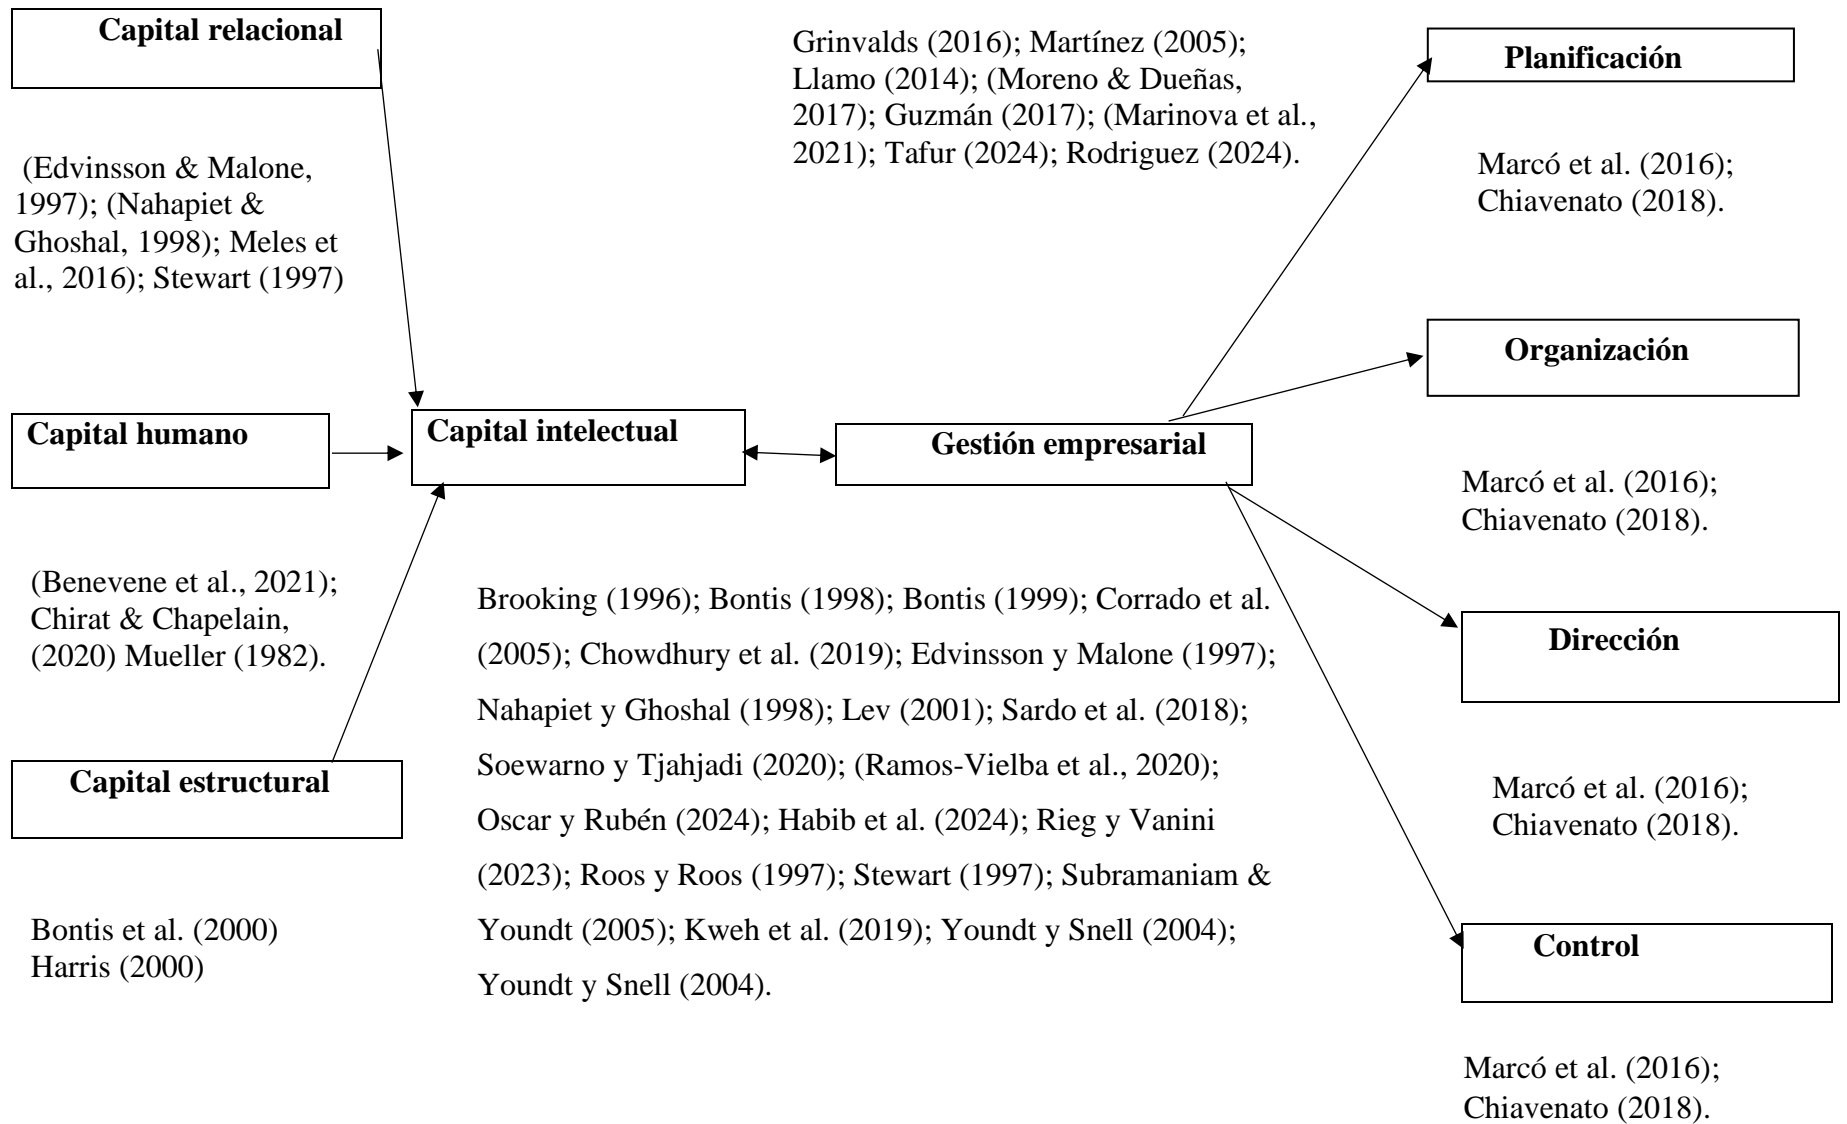 Capital relacional
(Edvinsson & Malone,
1997); (Nahapiet &
Ghoshal, 1998); Meles et
al., 2016); Stewart (1997)
Capital humano
(Benevene et al., 2021);
Chirat & Chapelain,
(2020) Mueller (1982).
Capital estructural
Bontis et al. (2000)
Harris (2000)
Capital intelectual
Brooking (1996); Bontis (1998); Bontis (1999); Corrado et al.
(2005); Chowdhury et al. (2019); Edvinsson y Malone (1997);
Nahapiet y Ghoshal (1998); Lev (2001); Sardo et al. (2018);
Soewarno y Tjahjadi (2020); (Ramos-Vielba et al., 2020);
Oscar y Rubén (2024); Habib et al. (2024); Rieg y Vanini
(2023); Roos y Roos (1997); Stewart (1997); Subramaniam &
Youndt (2005); Kweh et al. (2019); Youndt y Snell (2004);
Youndt y Snell (2004).
Grinvalds (2016); Martínez (2005);
Llamo (2014); (Moreno & Dueñas,
2017); Guzmán (2017); (Marinova et al.,
2021); Tafur (2024); Rodriguez (2024).
Gestión empresarial
Planificación
Marcó et al. (2016);
Chiavenato (2018).
Organización
Marcó et al. (2016);
Chiavenato (2018).
Dirección
Marcó et al. (2016);
Chiavenato (2018).
Control
Marcó et al. (2016);
Chiavenato (2018).